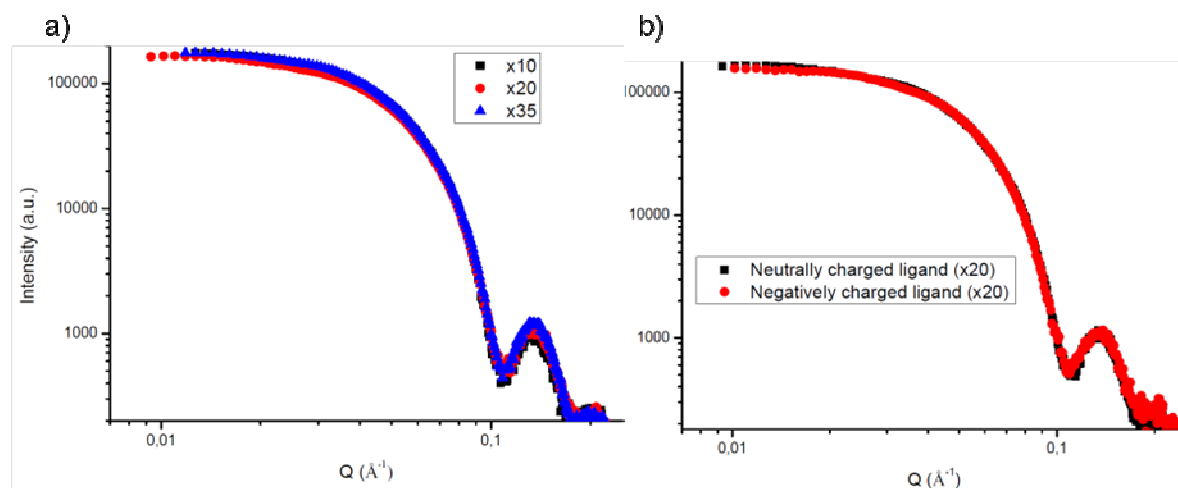 a)
x10
x20
x35
100000
10000
1000
Intensity (a.u.)
0,01
0,1
Q (Å⁻¹)
b)
100000
10000
1000
Neutrally charged ligand (x20)
Negatively charged ligand (x20)
0,01
0,1
Q (Å⁻¹)